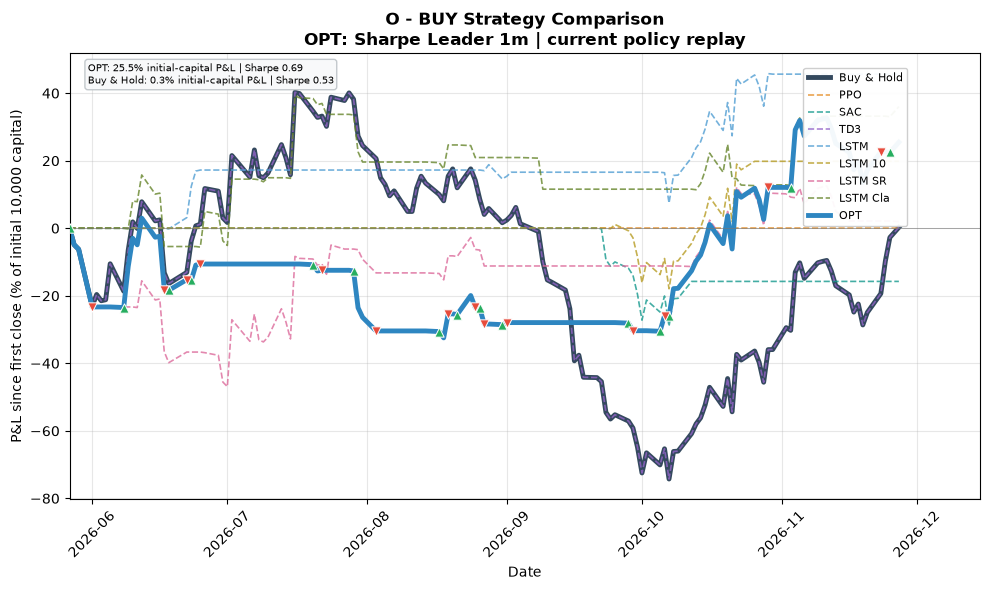 O - BUY Strategy Comparison
OPT: Sharpe Leader 1m | current policy replay
OPT: 25.5% initial-capital P&L | Sharpe 0.69
Buy & Hold: 0.3% initial-capital P&L | Sharpe 0.53
Buy & Hold
PPO
SAC
TD3
LSTM
LSTM 10
LSTM SR
LSTM Cla
OPT
P&L since first close (% of initial 10,000 capital)
40
20
0
−20
−40
−60
−80
2026-06
2026-07
2026-08
2026-09
2026-10
2026-11
2026-12
Date